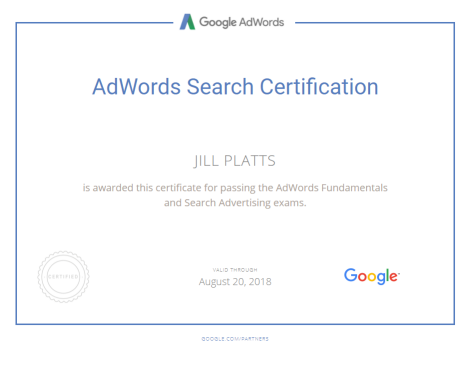 Google AdWords
AdWords Search Certification
JILL PLATTS
is awarded this certificate for passing the AdWords Fundamentals
and Search Advertising exams.
CERTIFIED
VALID THROUGH
August 20, 2018
Google
GOOGLE.COM/PARTNERS